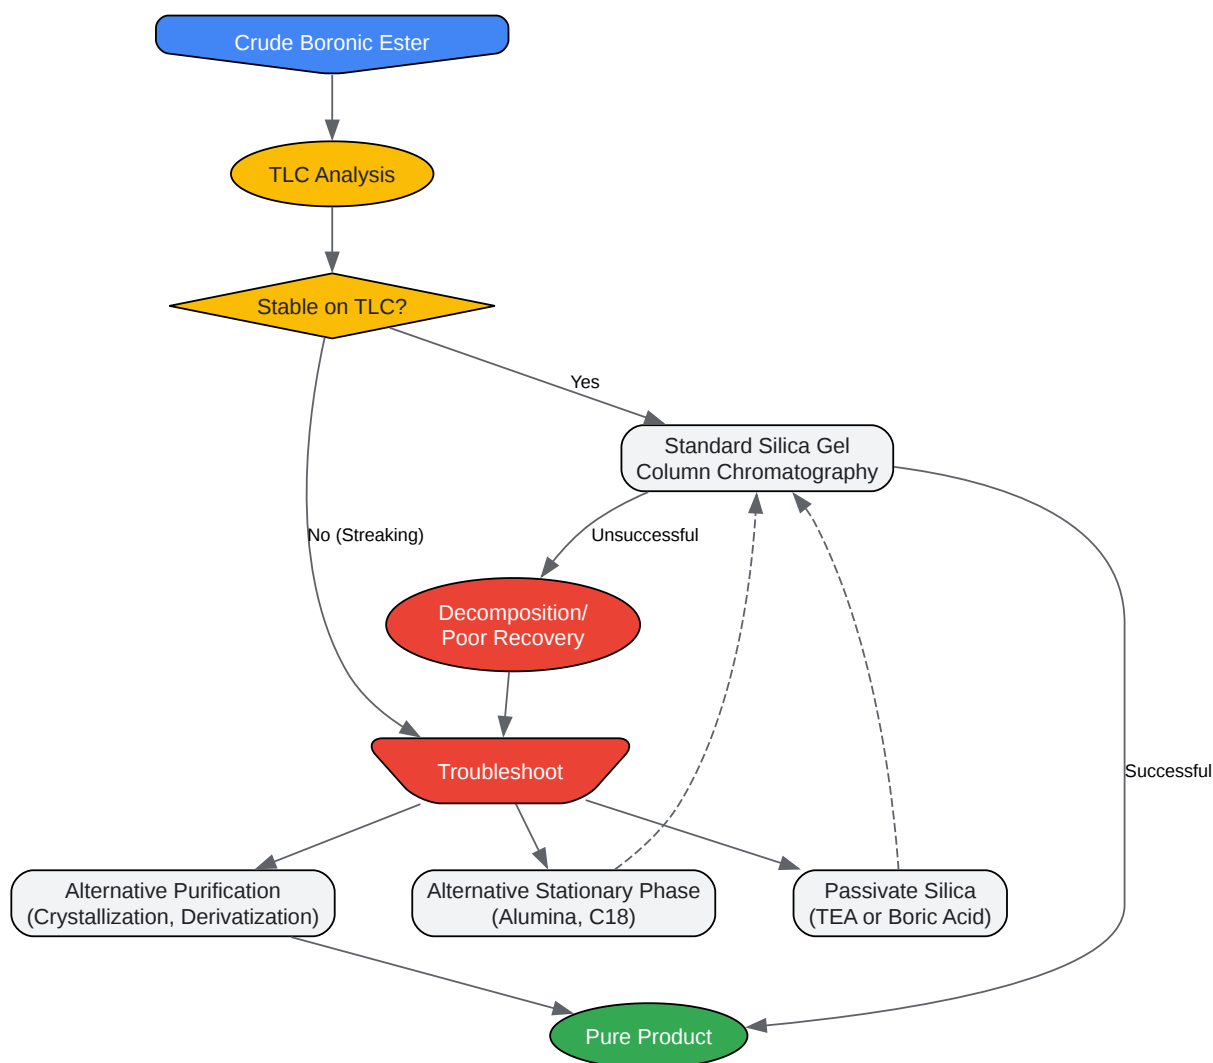 Crude Boronic Ester
TLC Analysis
Stable on TLC?
Yes
Standard Silica Gel
Column Chromatography
No (Streaking)
Unsuccessful
Decomposition/
Poor Recovery
Troubleshoot
Successful
Alternative Purification
(Crystallization, Derivatization)
Alternative Stationary Phase
(Alumina, C18)
Passivate Silica
(TEA or Boric Acid)
Pure Product